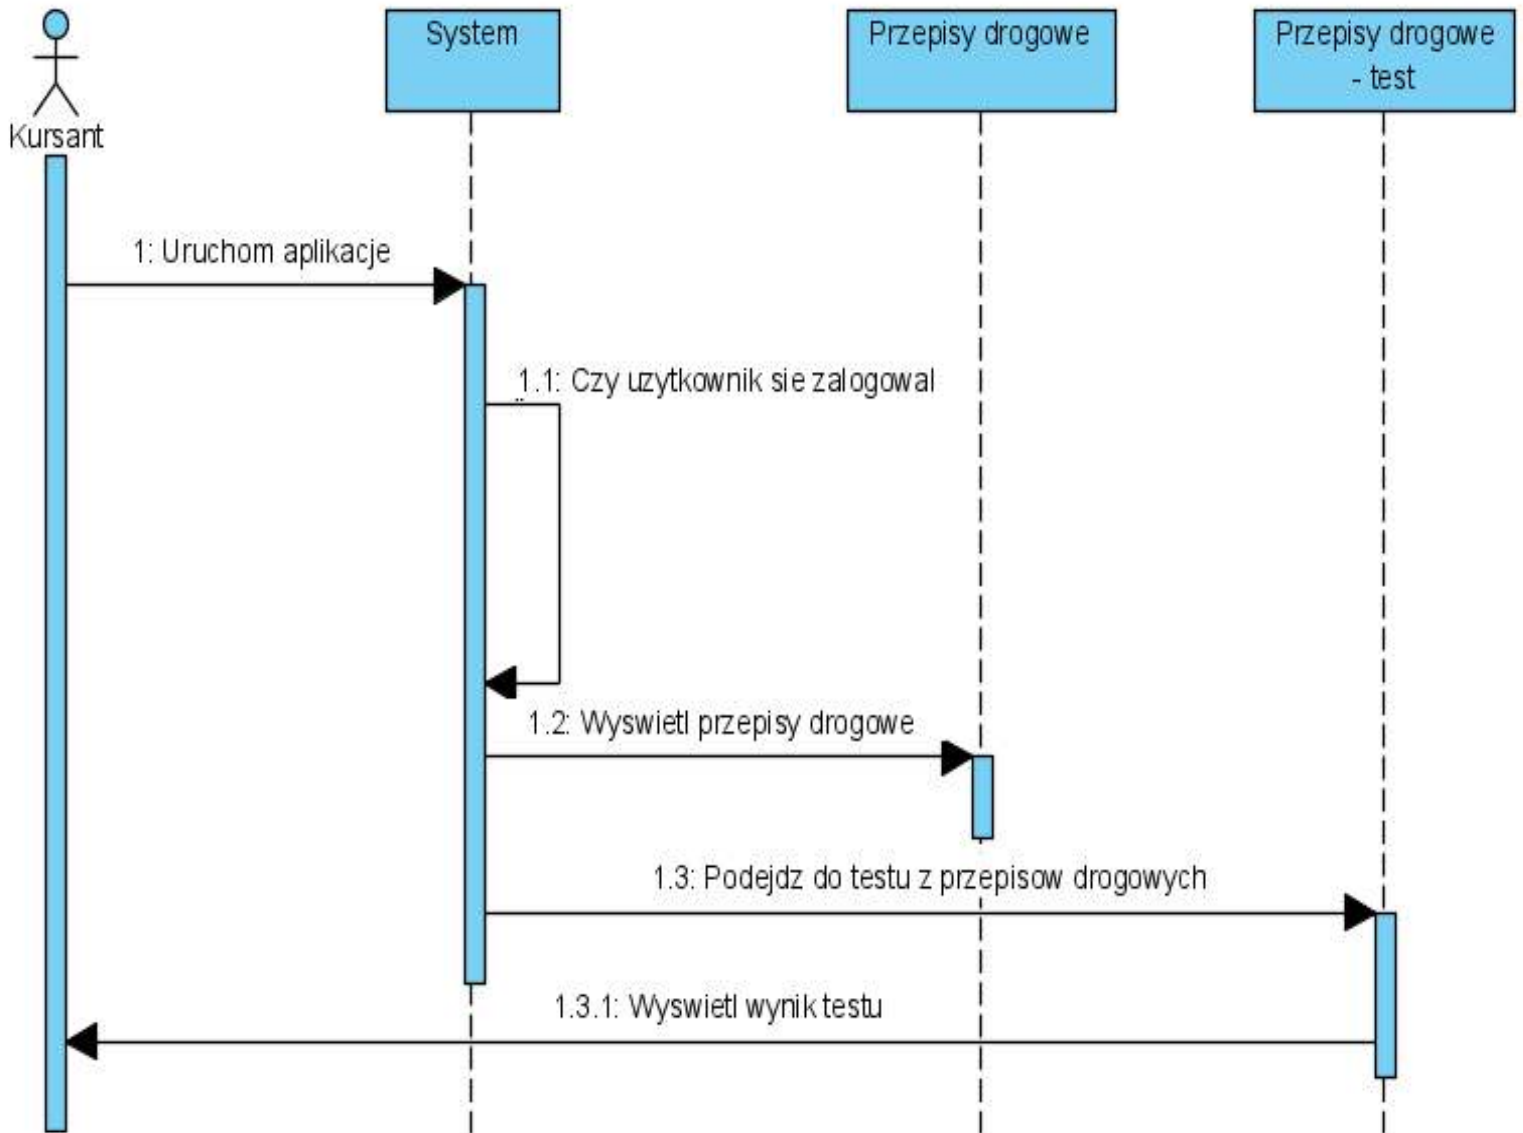 System
Przepisy drogowe
Przepisy drogowe
- test
Kursant
1: Uruchom aplikacje
1.1: Czy uzytkownik sie zalogowal
1.2: Wyswietl przepisy drogowe
1.3: Podejdz do testu z przepisow drogowych
1.3.1: Wyswietl wynik testu